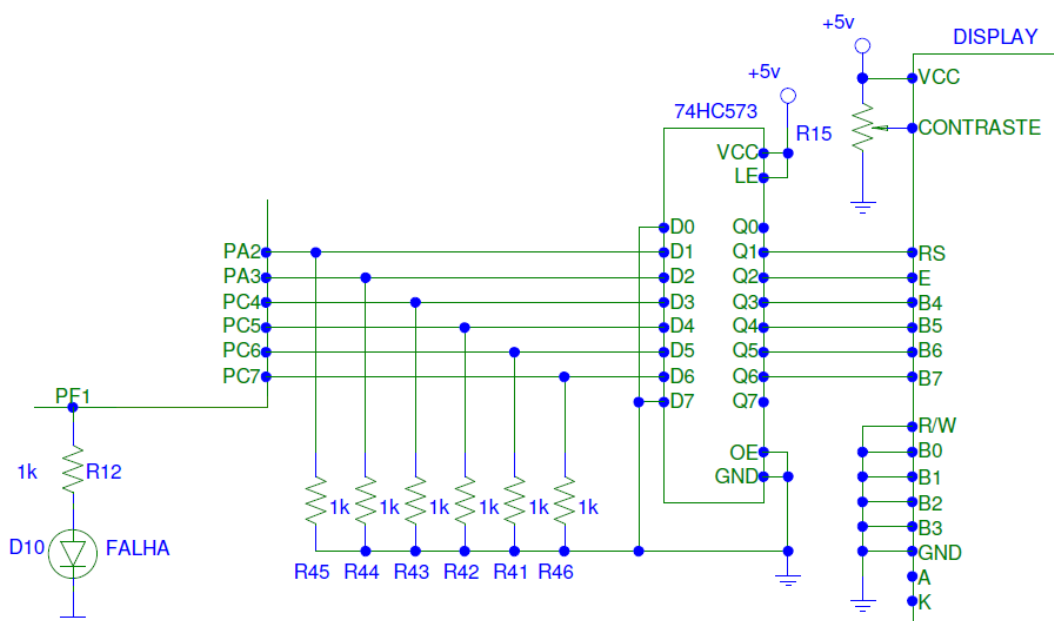 +5v
DISPLAY
+5v
VCC
74HC573
R15
CONTRASTE
VCC
LE
D0 Q0
PA2 D1 Q1 RS
PA3 D2 Q2 E
PC4 D3 Q3 B4
PC5 D4 Q4 B5
PC6 D5 Q5 B6
PC7 D6 Q6 B7
PF1 D7 Q7
R/W
OE B0
1k R12 GND B1
1k 1k 1k 1k 1k 1k B2
B3
D10 FALHA GND
R45 R44 R43 R42 R41 R46 A
K